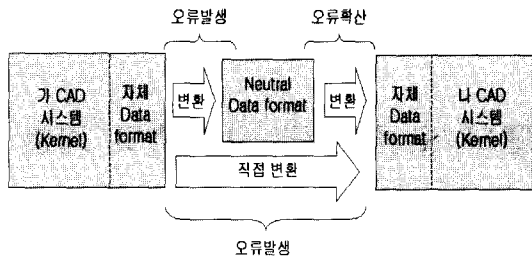 오류발생
오류확산
가 CAD
시스템
(Kernel)
자체
Data
format
변환
Neutral
Data format
변환
자체
Data
format
나 CAD
시스템
(Kernel)
직접 변환
오류발생